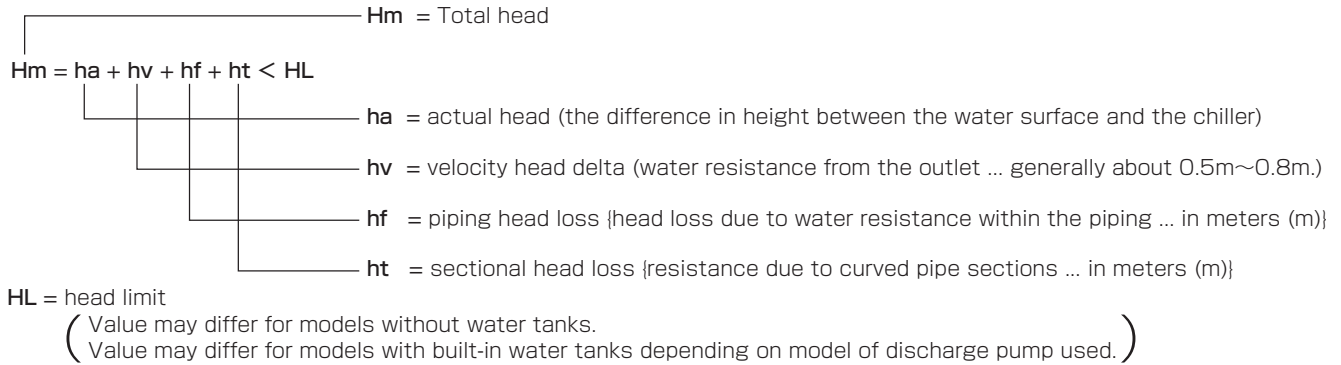 Hm = Total head
Hm = ha + hv + hf + ht < HL
ha = actual head (the difference in height between the water surface and the chiller)
hv = velocity head delta (water resistance from the outlet ... generally about 0.5m～0.8m.)
hf = piping head loss {head loss due to water resistance within the piping ... in meters (m)}
ht = sectional head loss {resistance due to curved pipe sections ... in meters (m)}
HL = head limit
(Value may differ for models without water tanks.
Value may differ for models with built-in water tanks depending on model of discharge pump used.)